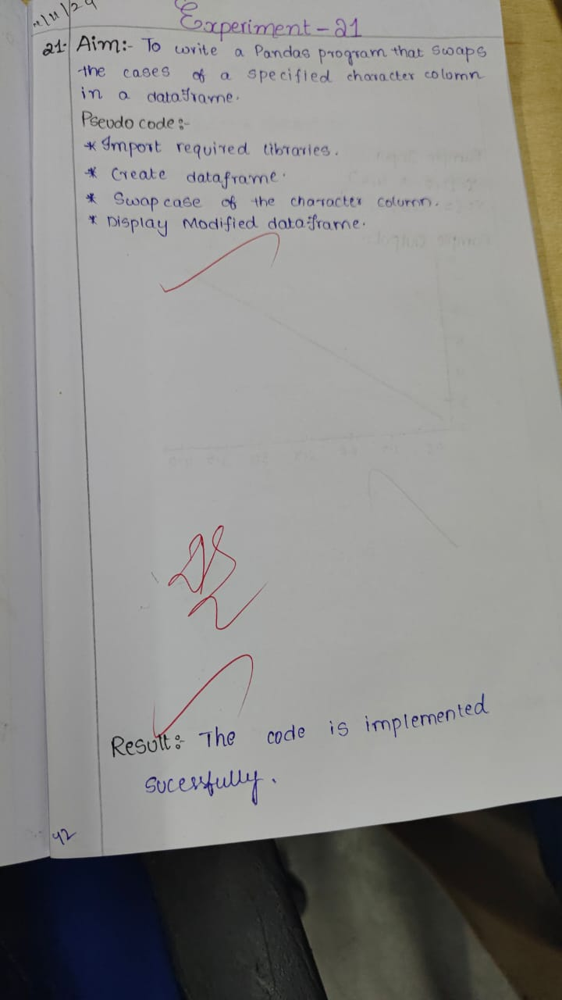 Experiment - 21
21. Aim:- To write a Pandas program that swaps
the cases of a specified character column
in a dataframe.
Pseudo code:-
* Import required libraries.
* Create dataframe.
* Swap case of the character column.
* Display Modified dataframe.
Result:- The code is implemented
sucessfully.
42